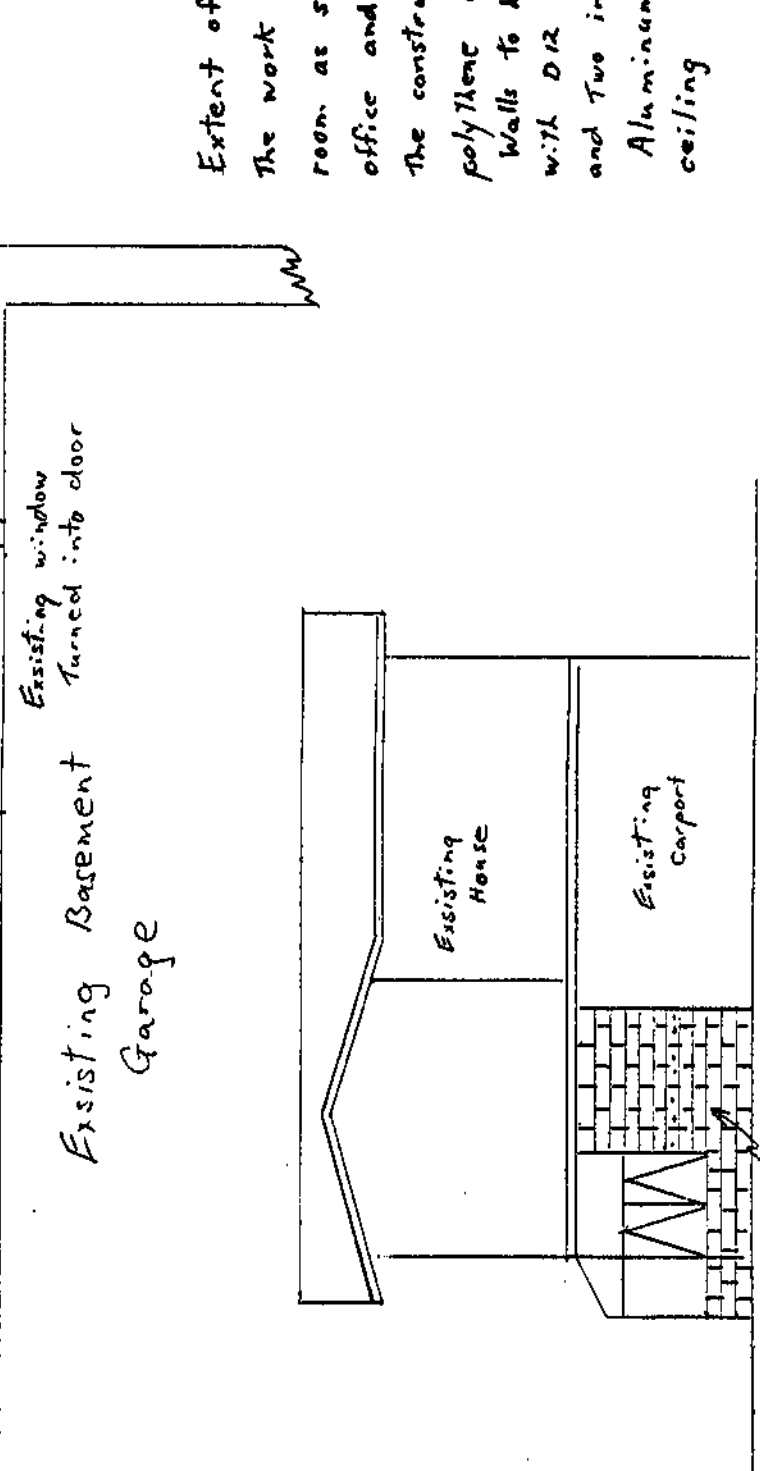 Exsisting window
Turned into door
Exsisting Basement
Garage
Exsisting
House
Exsisting
Carport
Extent of
The work
room as s
office and
The constru
polythene
Walls to
with D12
and Two in
Aluminum
ceiling